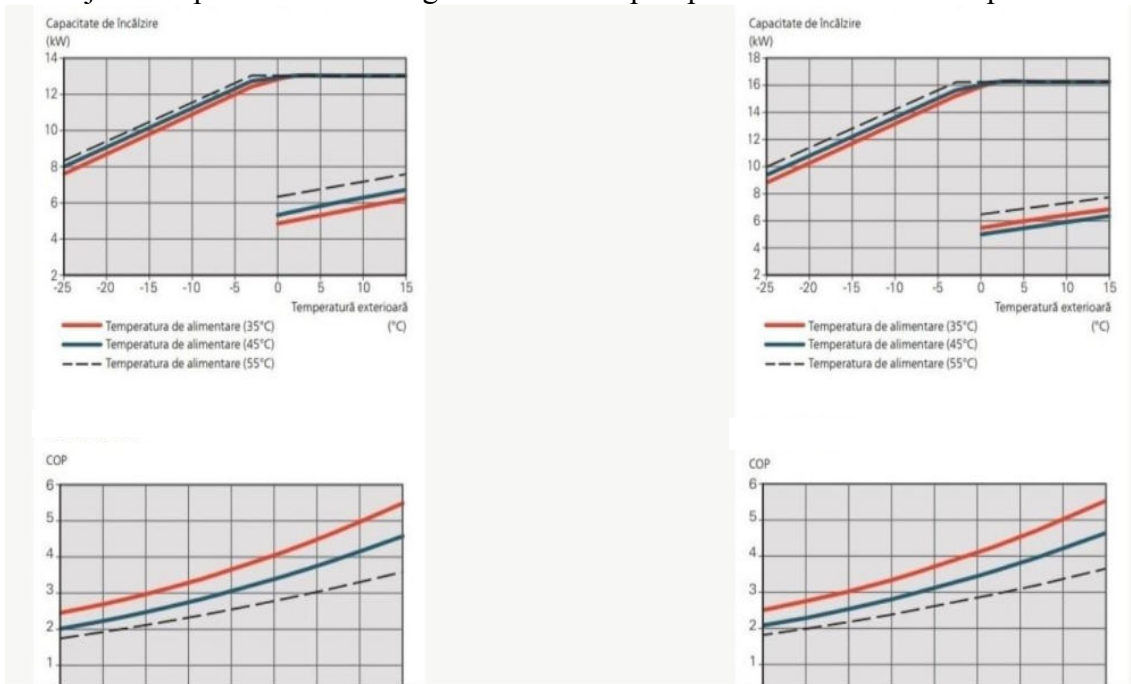 Capacitate de încălzire
(kW)
14
12
10
8
6
4
2
-25 -20 -15 -10 -5 0 5 10 15
Temperatură exterioară
(°C)
Temperatura de alimentare (35°C)
Temperatura de alimentare (45°C)
Temperatura de alimentare (55°C)
COP
6
5
4
3
2
1
Capacitate de încălzire
(kW)
18
16
14
12
10
8
6
4
2
-25 -20 -15 -10 -5 0 5 10 15
Temperatură exterioară
(°C)
Temperatura de alimentare (35°C)
Temperatura de alimentare (45°C)
Temperatura de alimentare (55°C)
COP
6
5
4
3
2
1